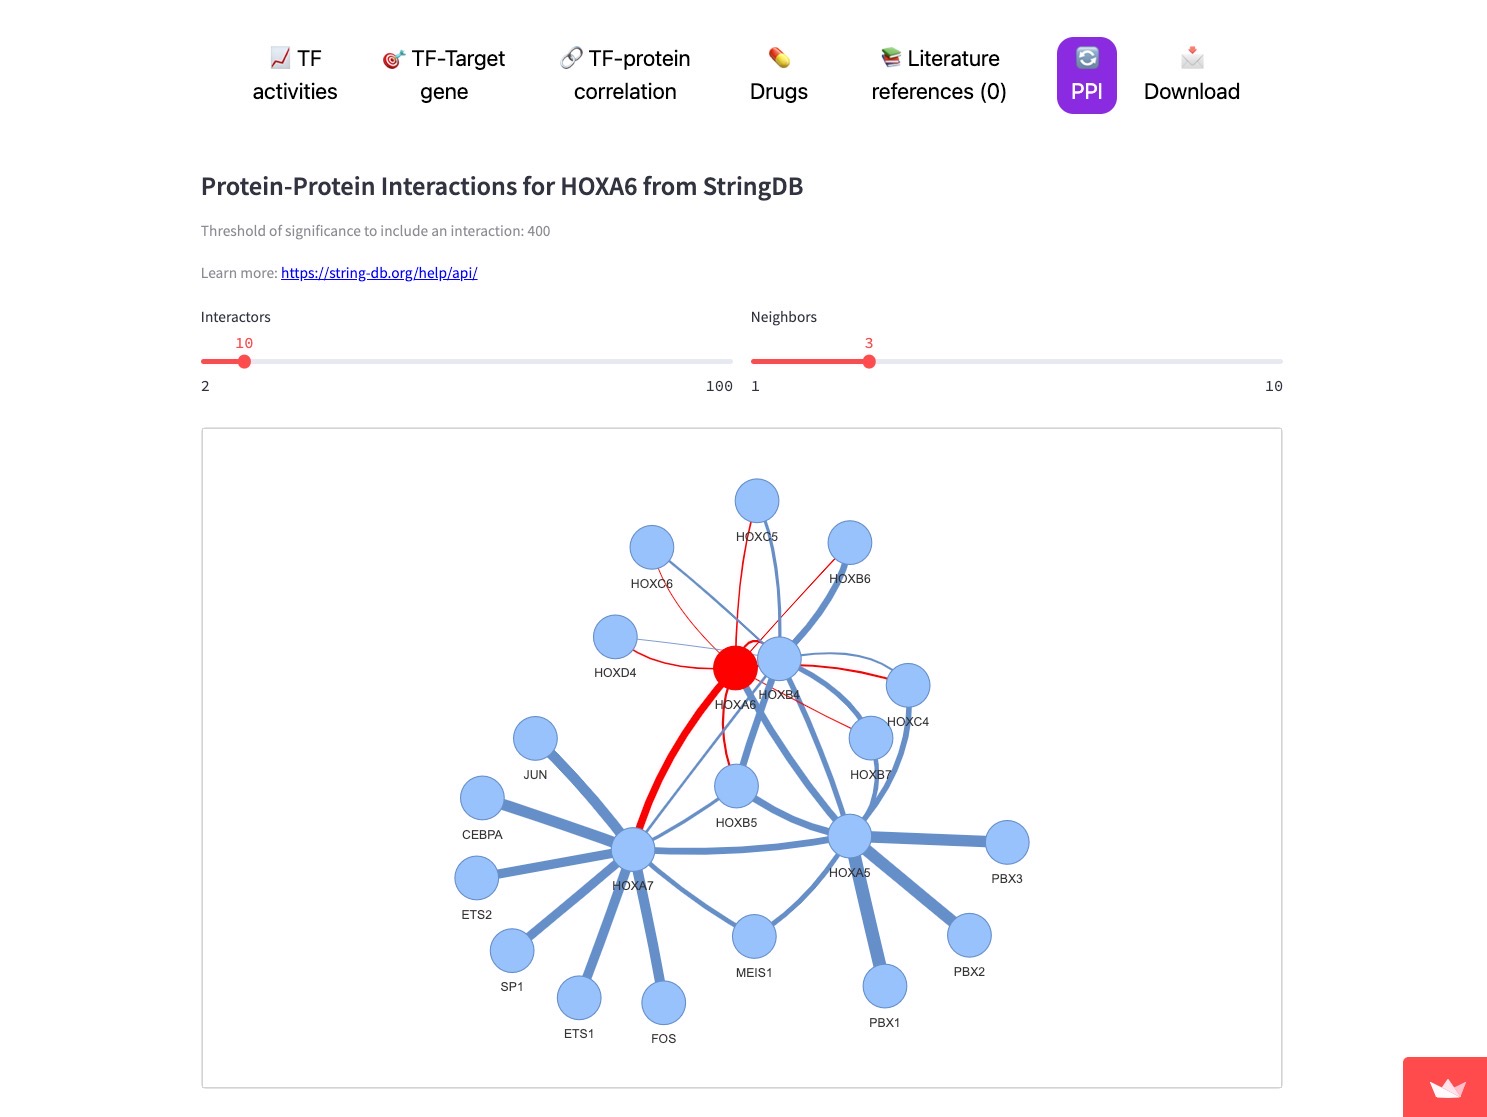 📈 TF
activities
🎯 TF-Target
gene
🔗 TF-protein
correlation
💊
Drugs
📚 Literature
references (0)
🔄
PPI
📩
Download
Protein-Protein Interactions for HOXA6 from StringDB
Threshold of significance to include an interaction: 400
Learn more: https://string-db.org/help/api/
Interactors
10
2 100
Neighbors
3
1 10
HOXC5
HOXB6
HOXC6
HOXD4
HOXB4
HOXA6
HOXC4
HOXB7
JUN
HOXB5
CEBPA
HOXA5
PBX3
HOXA7
ETS2
MEIS1
PBX2
SP1
PBX1
ETS1
FOS